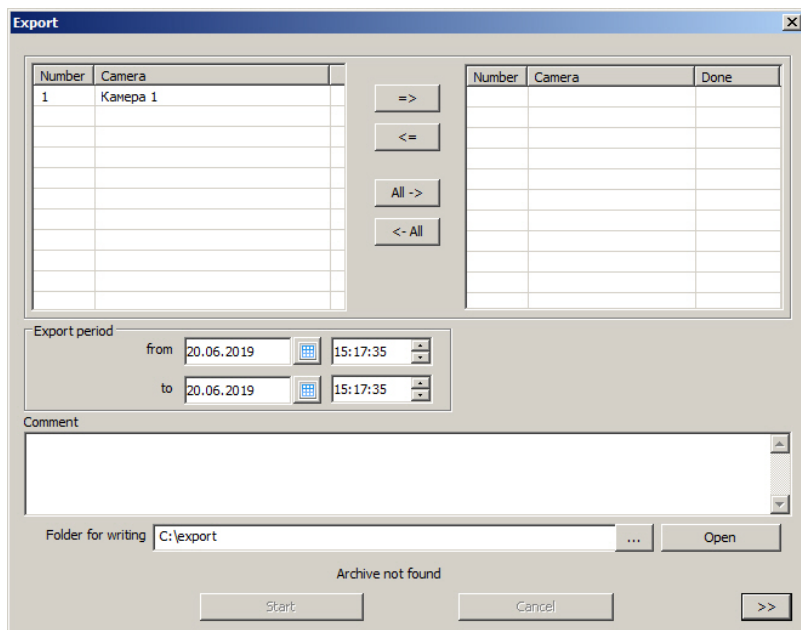 Export
Number Camera
1 Камера 1
=>
<=
All ->
<- All
Number Camera Done
Export period
from 20.06.2019 15:17:35
to 20.06.2019 15:17:35
Comment
Folder for writing C:\export ... Open
Archive not found
Start Cancel >>